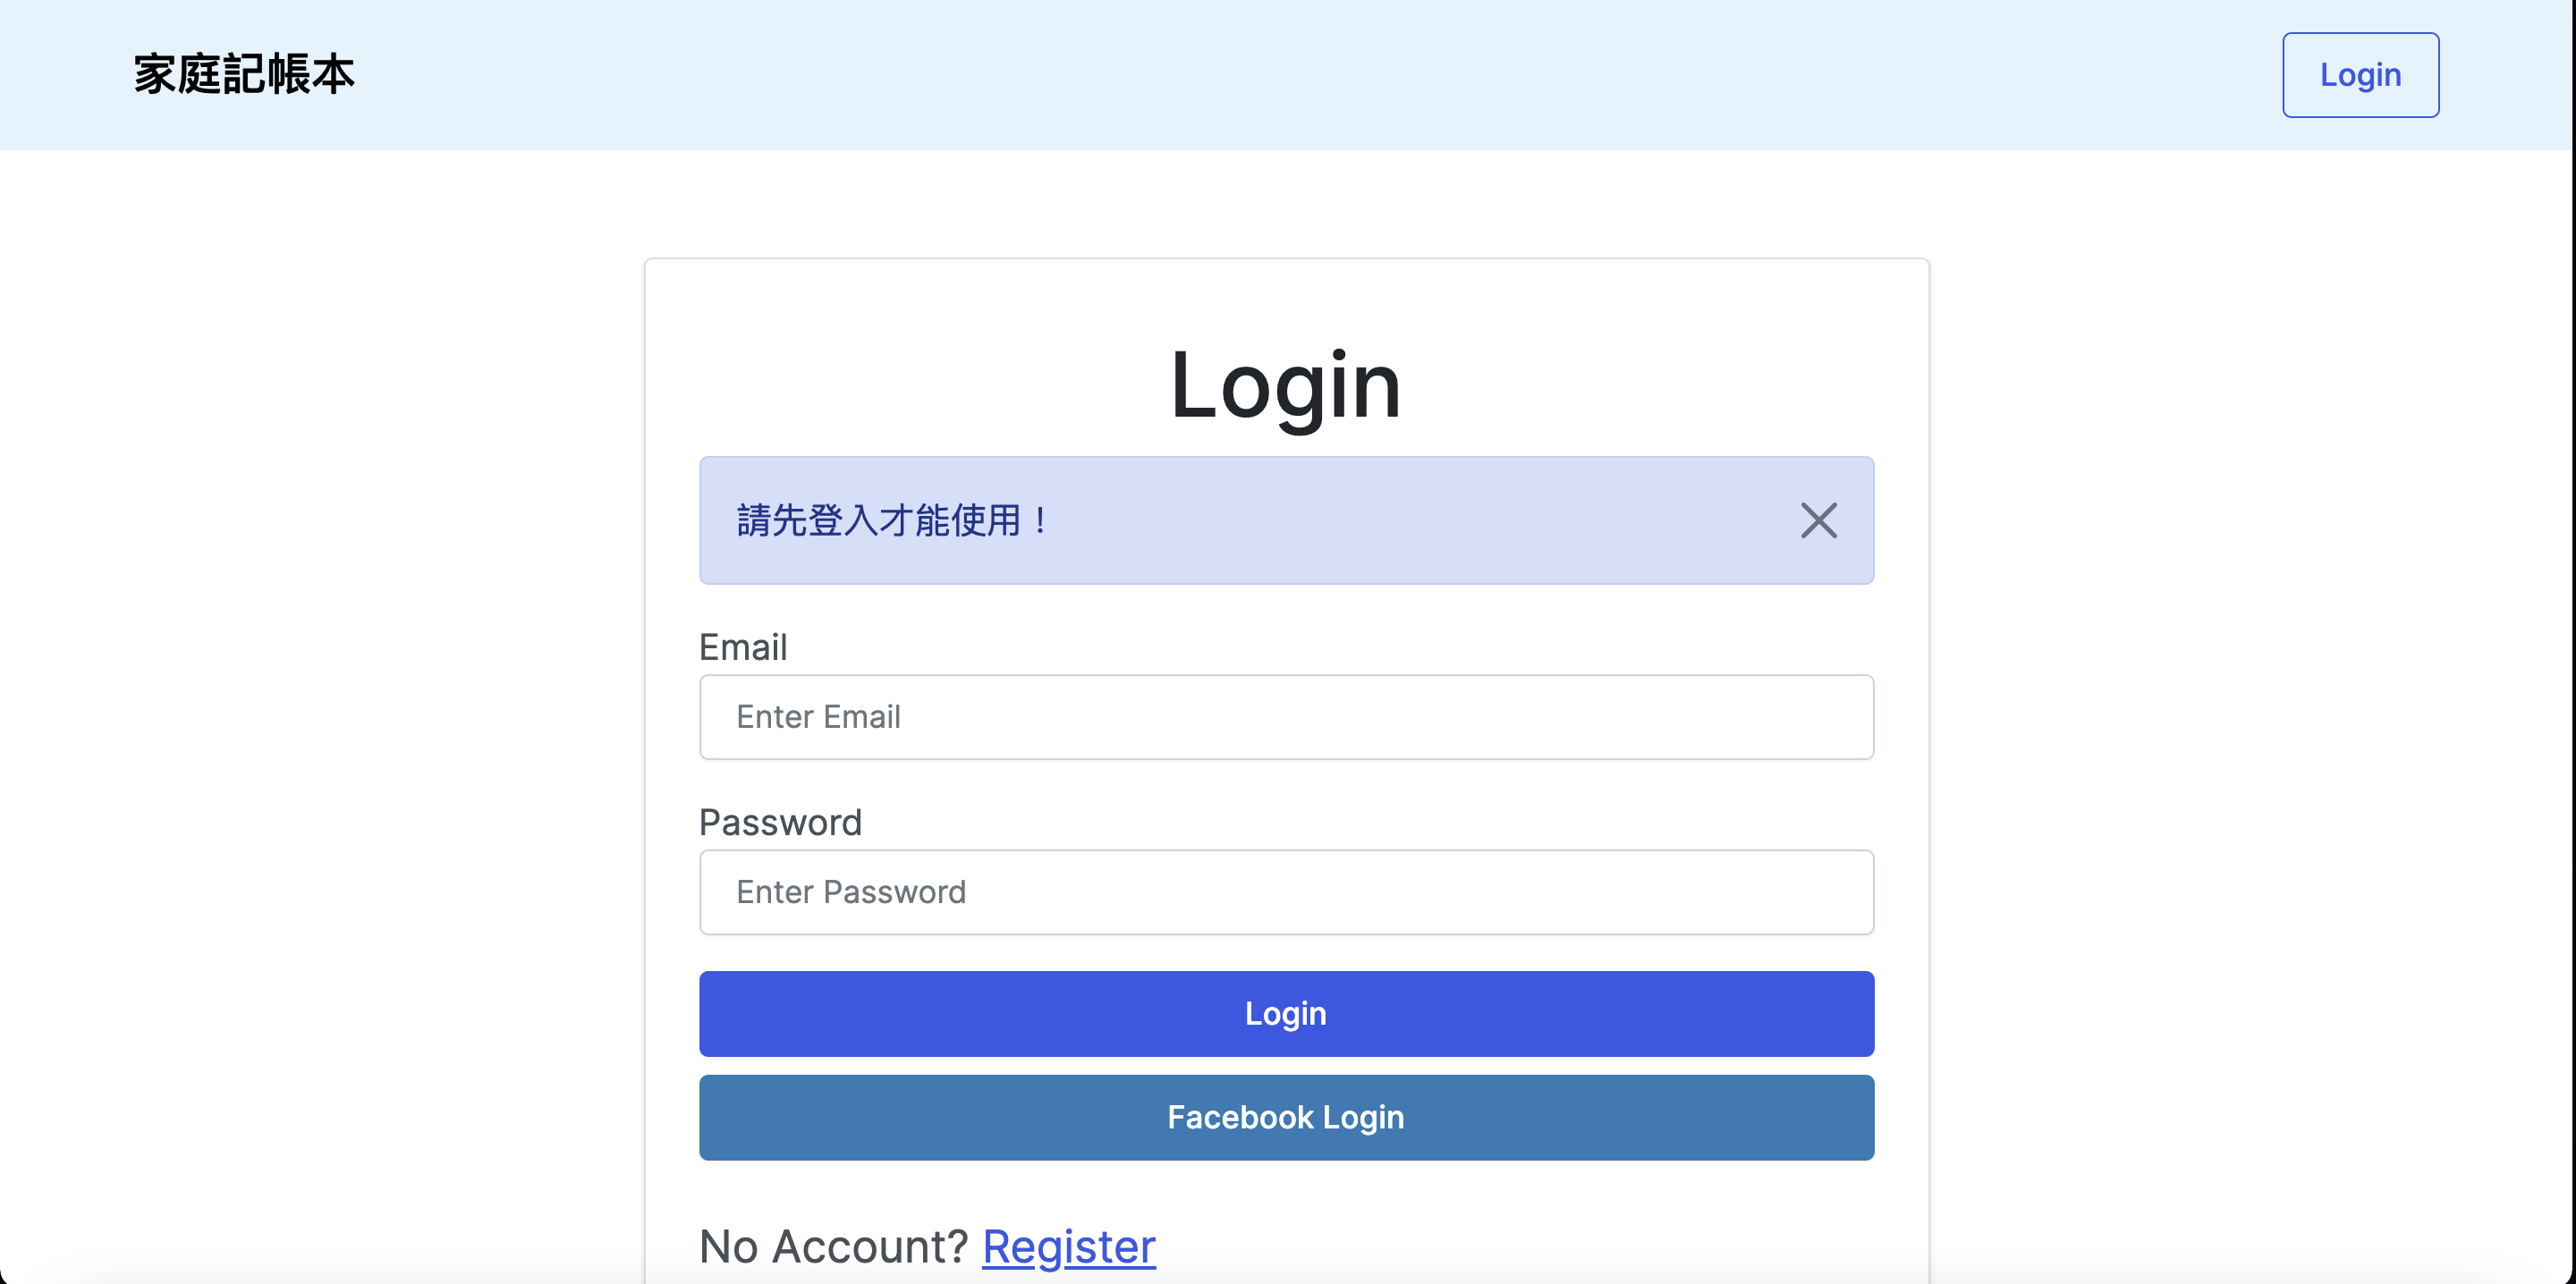 家庭記帳本
Login
Login
請先登入才能使用！
Email
Enter Email
Password
Enter Password
Login
Facebook Login
No Account? Register